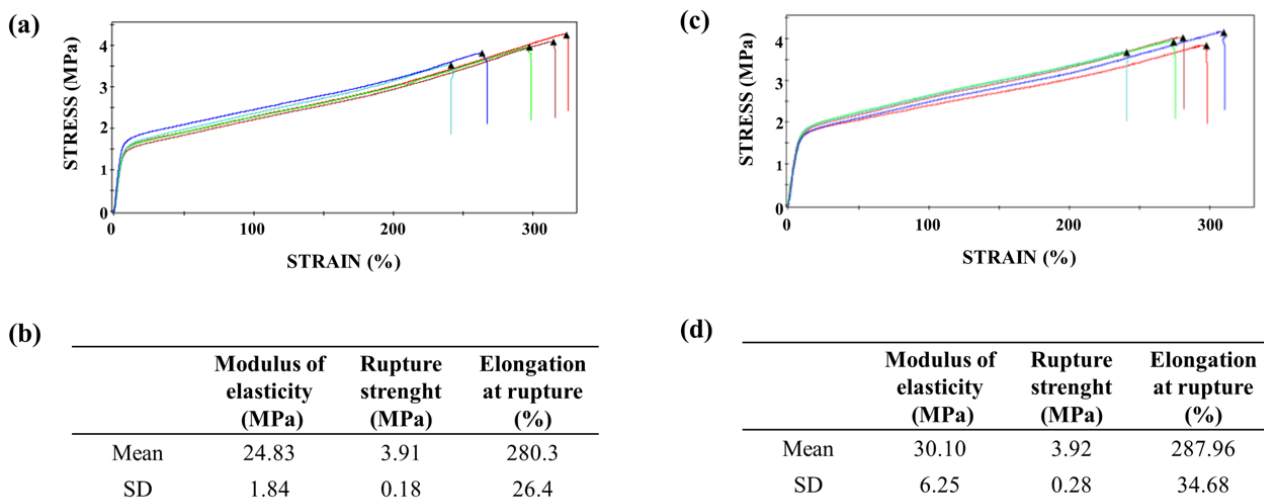 (a)
STRESS (MPa)
4
3
2
1
0
0 100 200 300
STRAIN (%)
(b)
Modulus of elasticity (MPa) Rupture strenght (MPa) Elongation at rupture (%)
Mean 24.83 3.91 280.3
SD 1.84 0.18 26.4
(c)
STRESS (MPa)
4
3
2
1
0
0 100 200 300
STRAIN (%)
(d)
Modulus of elasticity (MPa) Rupture strenght (MPa) Elongation at rupture (%)
Mean 30.10 3.92 287.96
SD 6.25 0.28 34.68